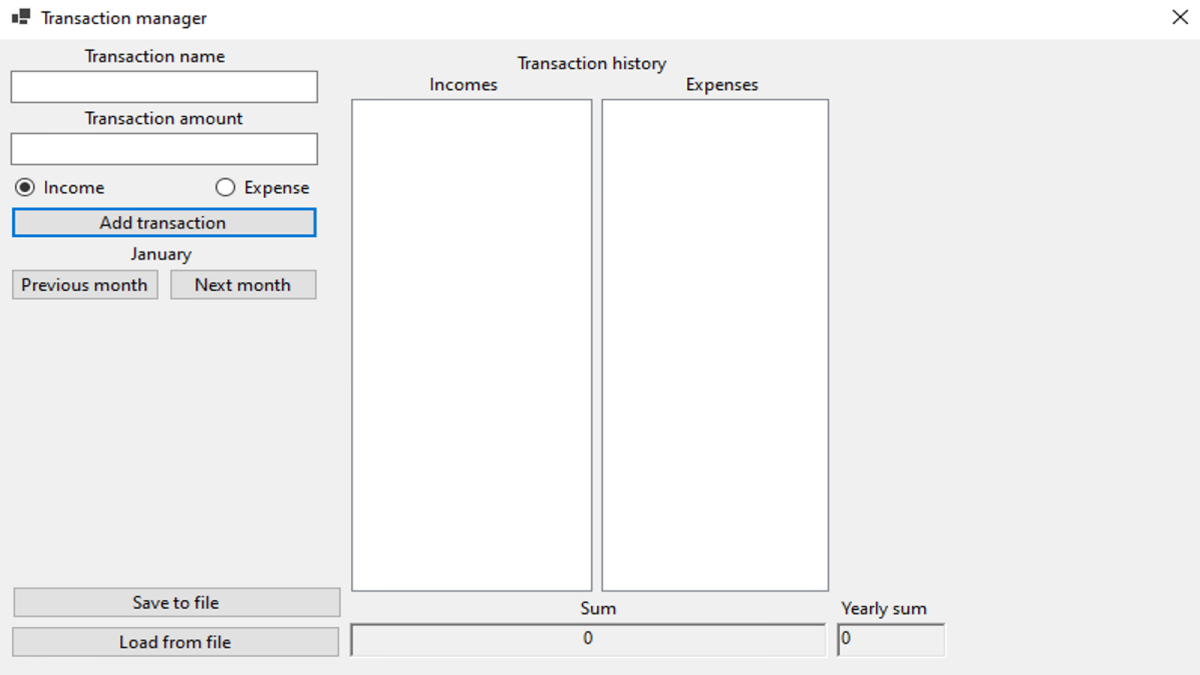 Transaction manager
Transaction name
Transaction amount
Income
Expense
Add transaction
January
Previous month
Next month
Save to file
Load from file
Transaction history
Incomes
Expenses
Sum
0
Yearly sum
0